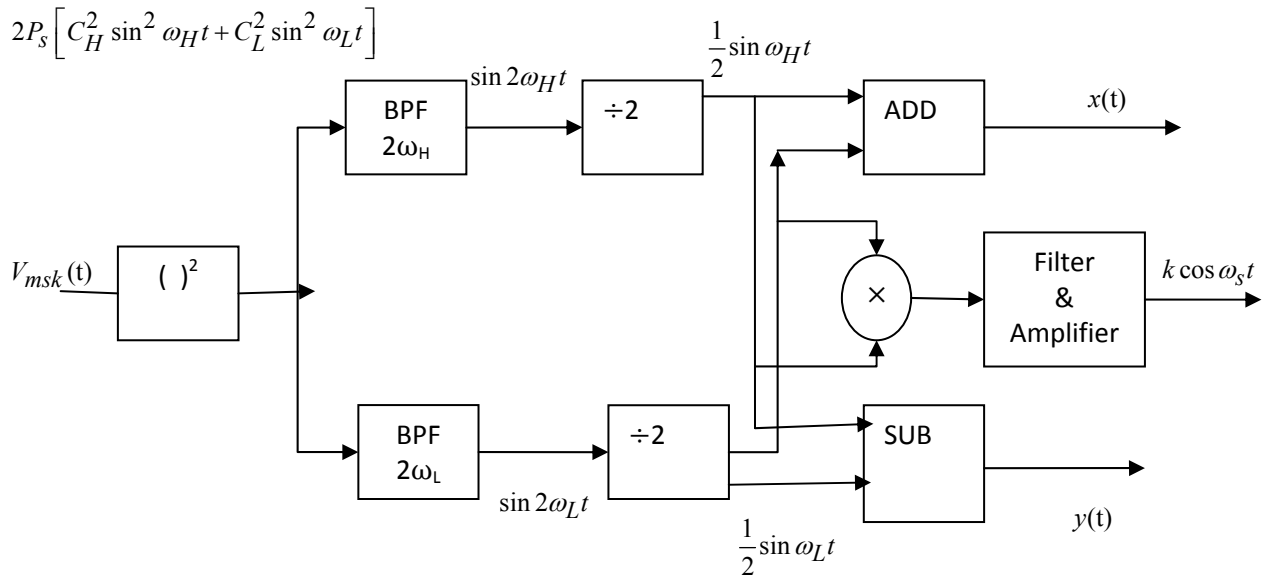 2P_s [ C_H^2 sin^2 ω_H t + C_L^2 sin^2 ω_L t ]
1/2 sin ω_H t
sin 2ω_H t
BPF
2ω_H
÷2
ADD
x(t)
V_msk (t)
( )^2
×
Filter
&
Amplifier
k cos ω_s t
BPF
2ω_L
÷2
SUB
sin 2ω_L t
1/2 sin ω_L t
y(t)